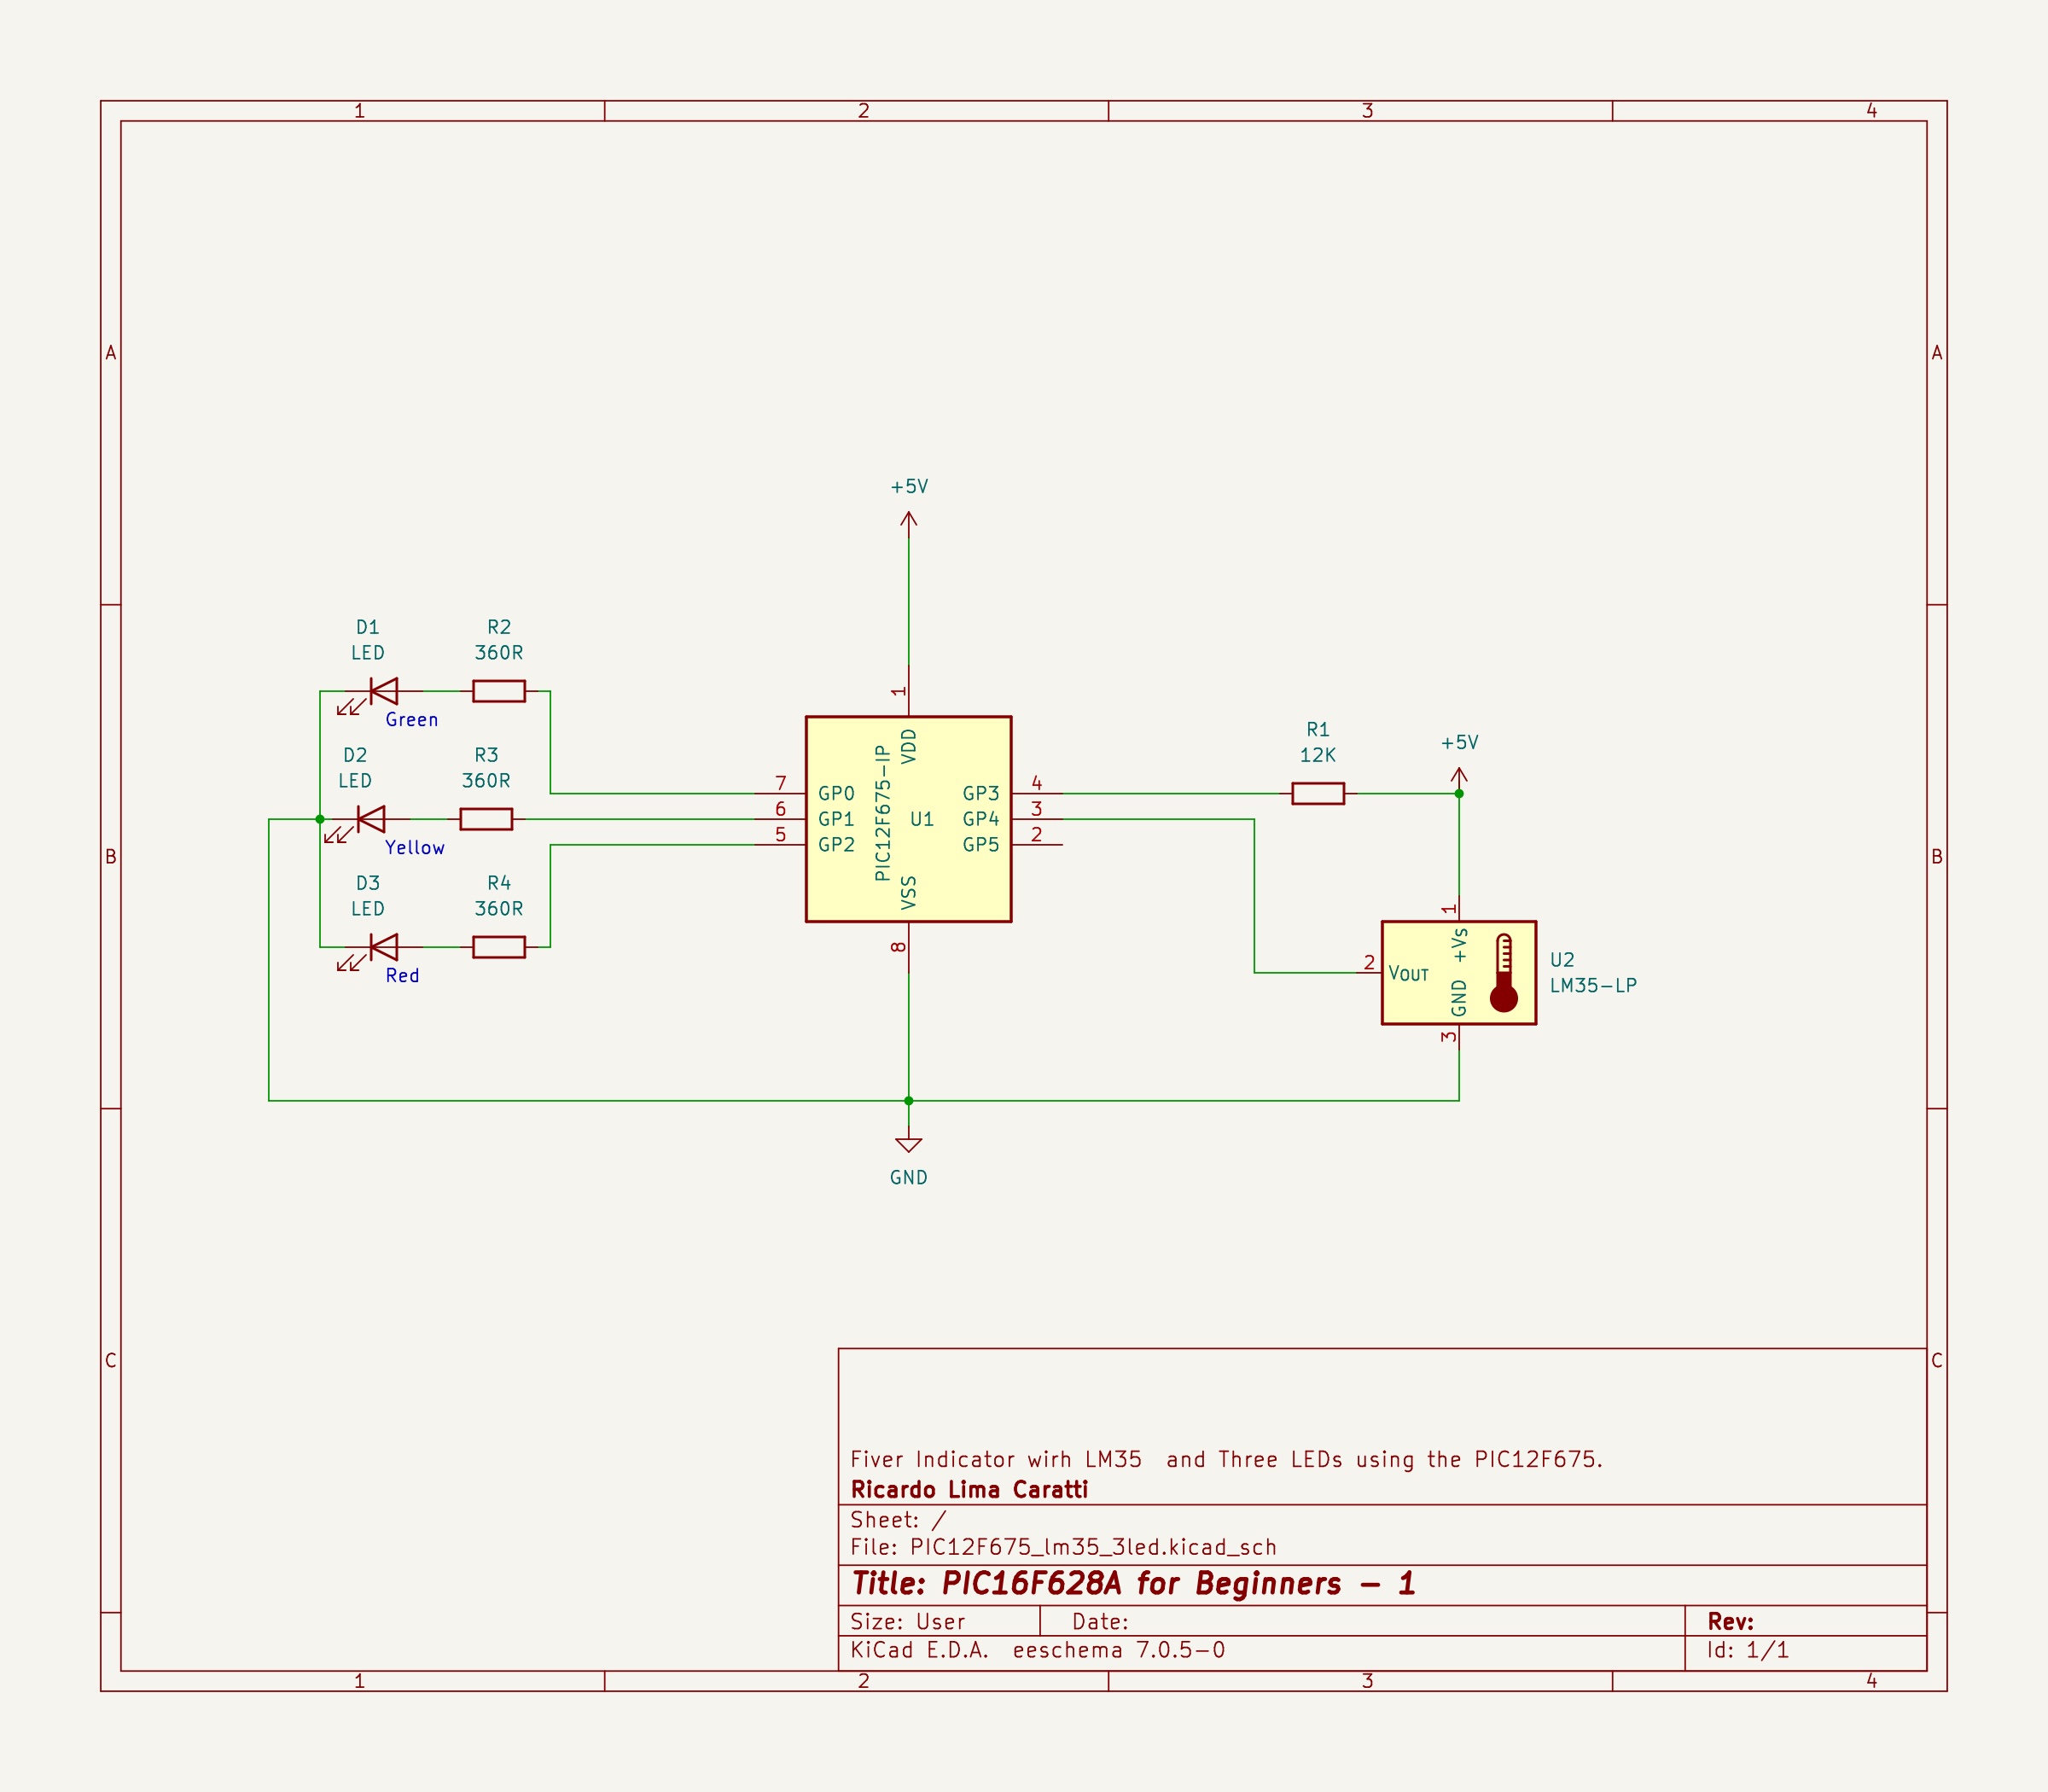 1 2 3 4
A A
+5V
D1
LED
R2
360R
Green
D2
LED
R3
360R
Yellow
D3
LED
R4
360R
Red
1
VDD
PIC12F675-IP
U1
7 GP0
6 GP1
5 GP2
GP3 4
GP4 3
GP5 2
VSS
8
R1
12K
+5V
1
+Vs
2 VOUT
GND
3
U2
LM35-LP
B B
GND
C C
Fiver Indicator wirh LM35 and Three LEDs using the PIC12F675.
Ricardo Lima Caratti
Sheet: /
File: PIC12F675_lm35_3led.kicad_sch
Title: PIC16F628A for Beginners - 1
Size: User Date: Rev:
KiCad E.D.A. eeschema 7.0.5-0 Id: 1/1
1 2 3 4